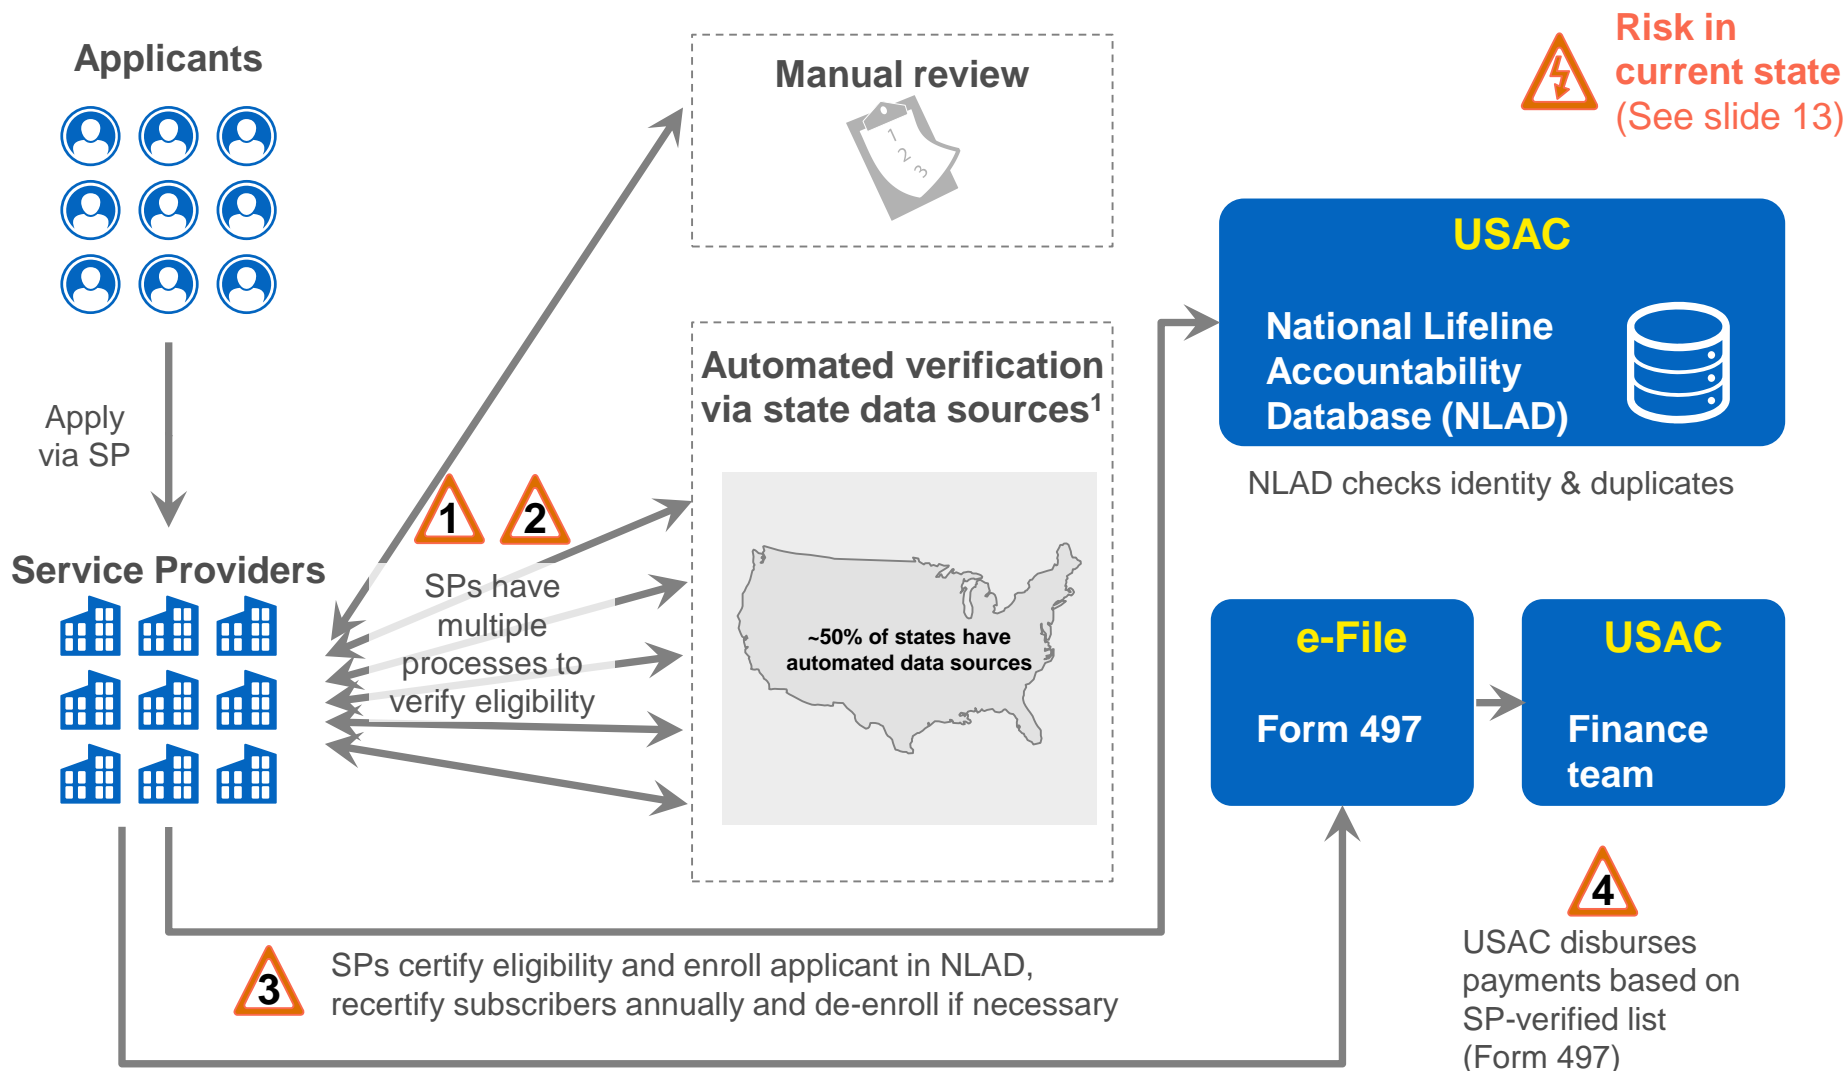 Applicants
Apply
via SP
Service Providers
Manual review
1
2
3
Automated verification
via state data sources¹
~50% of states have
automated data sources
1
2
SPs have
multiple
processes to
verify eligibility
Risk in
current state
(See slide 13)
USAC
National Lifeline
Accountability
Database (NLAD)
NLAD checks identity & duplicates
e-File
Form 497
USAC
Finance
team
3
SPs certify eligibility and enroll applicant in NLAD,
recertify subscribers annually and de-enroll if necessary
4
USAC disburses
payments based on
SP-verified list
(Form 497)